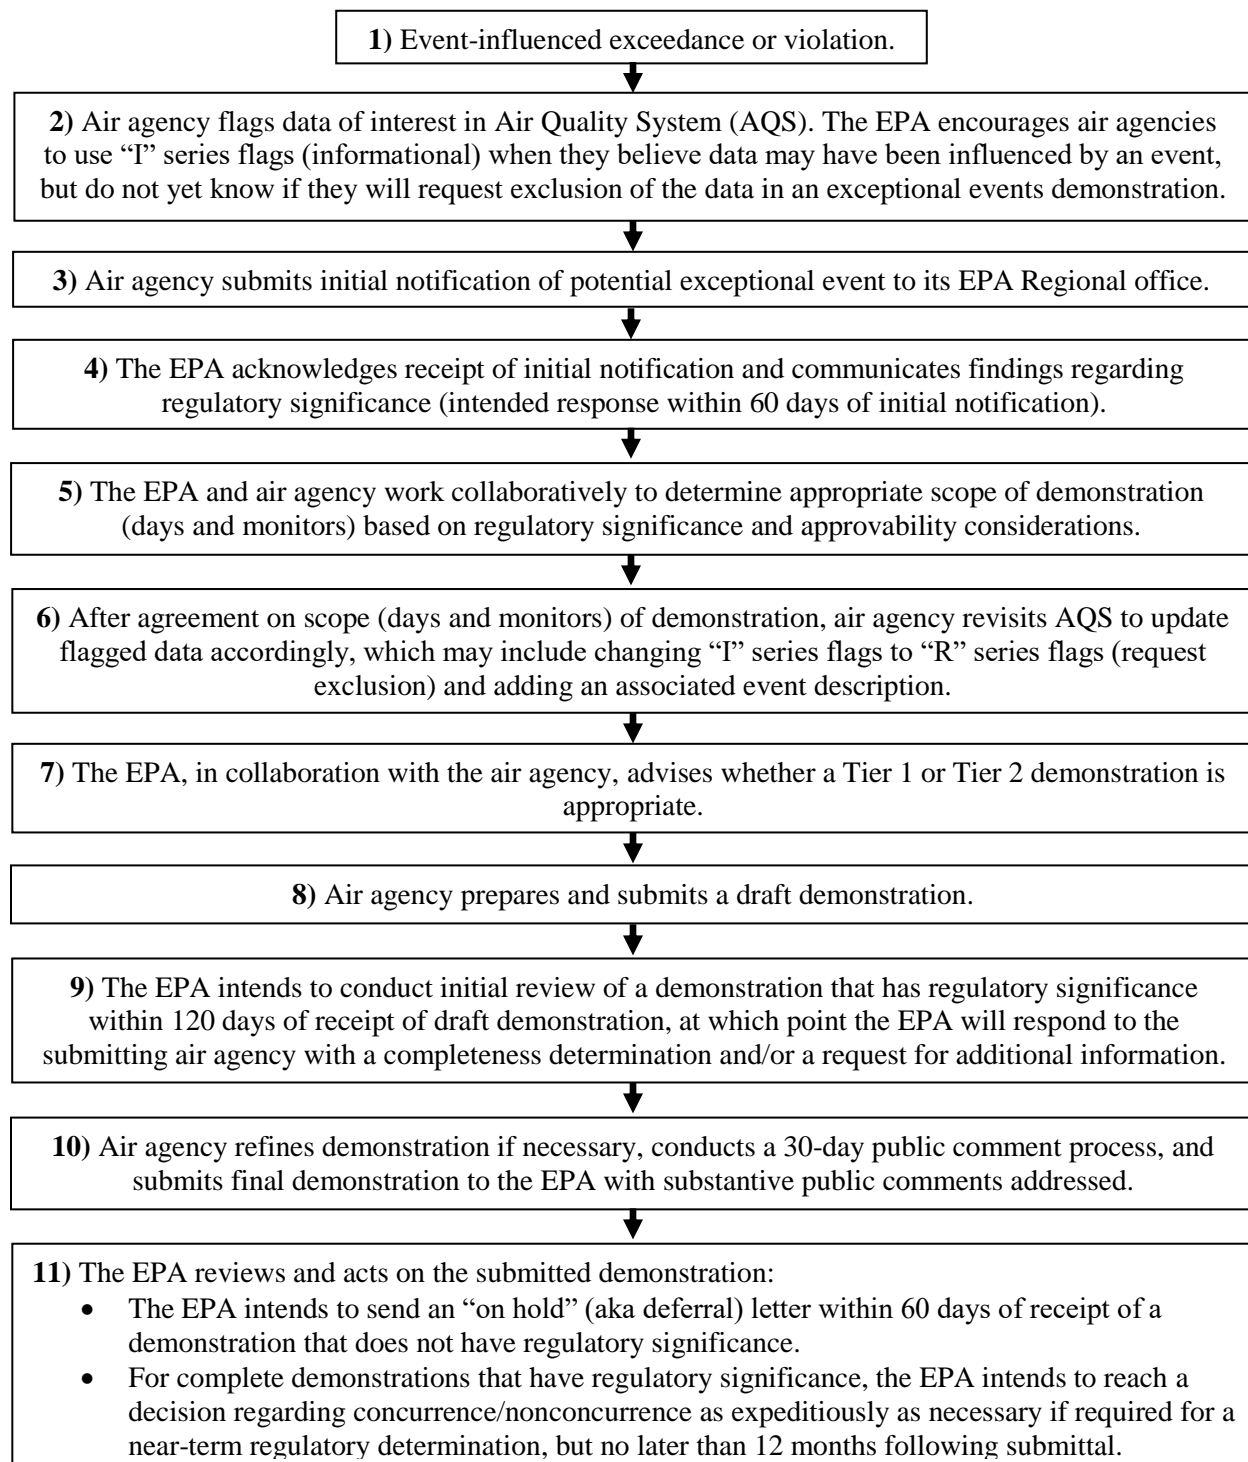 1) Event-influenced exceedance or violation.
2) Air agency flags data of interest in Air Quality System (AQS). The EPA encourages air agencies
to use “I” series flags (informational) when they believe data may have been influenced by an event,
but do not yet know if they will request exclusion of the data in an exceptional events demonstration.
3) Air agency submits initial notification of potential exceptional event to its EPA Regional office.
4) The EPA acknowledges receipt of initial notification and communicates findings regarding
regulatory significance (intended response within 60 days of initial notification).
5) The EPA and air agency work collaboratively to determine appropriate scope of demonstration
(days and monitors) based on regulatory significance and approvability considerations.
6) After agreement on scope (days and monitors) of demonstration, air agency revisits AQS to update
flagged data accordingly, which may include changing “I” series flags to “R” series flags (request
exclusion) and adding an associated event description.
7) The EPA, in collaboration with the air agency, advises whether a Tier 1 or Tier 2 demonstration is
appropriate.
8) Air agency prepares and submits a draft demonstration.
9) The EPA intends to conduct initial review of a demonstration that has regulatory significance
within 120 days of receipt of draft demonstration, at which point the EPA will respond to the
submitting air agency with a completeness determination and/or a request for additional information.
10) Air agency refines demonstration if necessary, conducts a 30-day public comment process, and
submits final demonstration to the EPA with substantive public comments addressed.
11) The EPA reviews and acts on the submitted demonstration:
• The EPA intends to send an “on hold” (aka deferral) letter within 60 days of receipt of a
demonstration that does not have regulatory significance.
• For complete demonstrations that have regulatory significance, the EPA intends to reach a
decision regarding concurrence/nonconcurrence as expeditiously as necessary if required for a
near-term regulatory determination, but no later than 12 months following submittal.